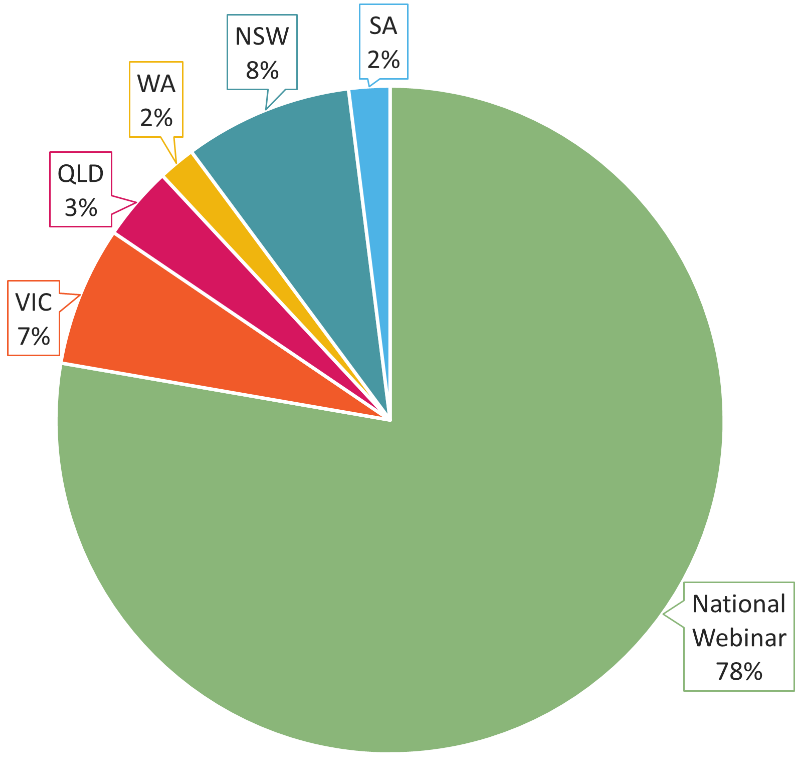 SA
2%
NSW
8%
WA
2%
QLD
3%
VIC
7%
National
Webinar
78%